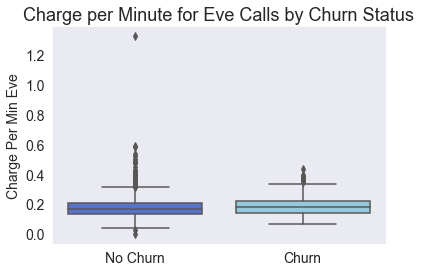 Charge per Minute for Eve Calls by Churn Status
Charge Per Min Eve
1.2
1.0
0.8
0.6
0.4
0.2
0.0
No Churn
Churn